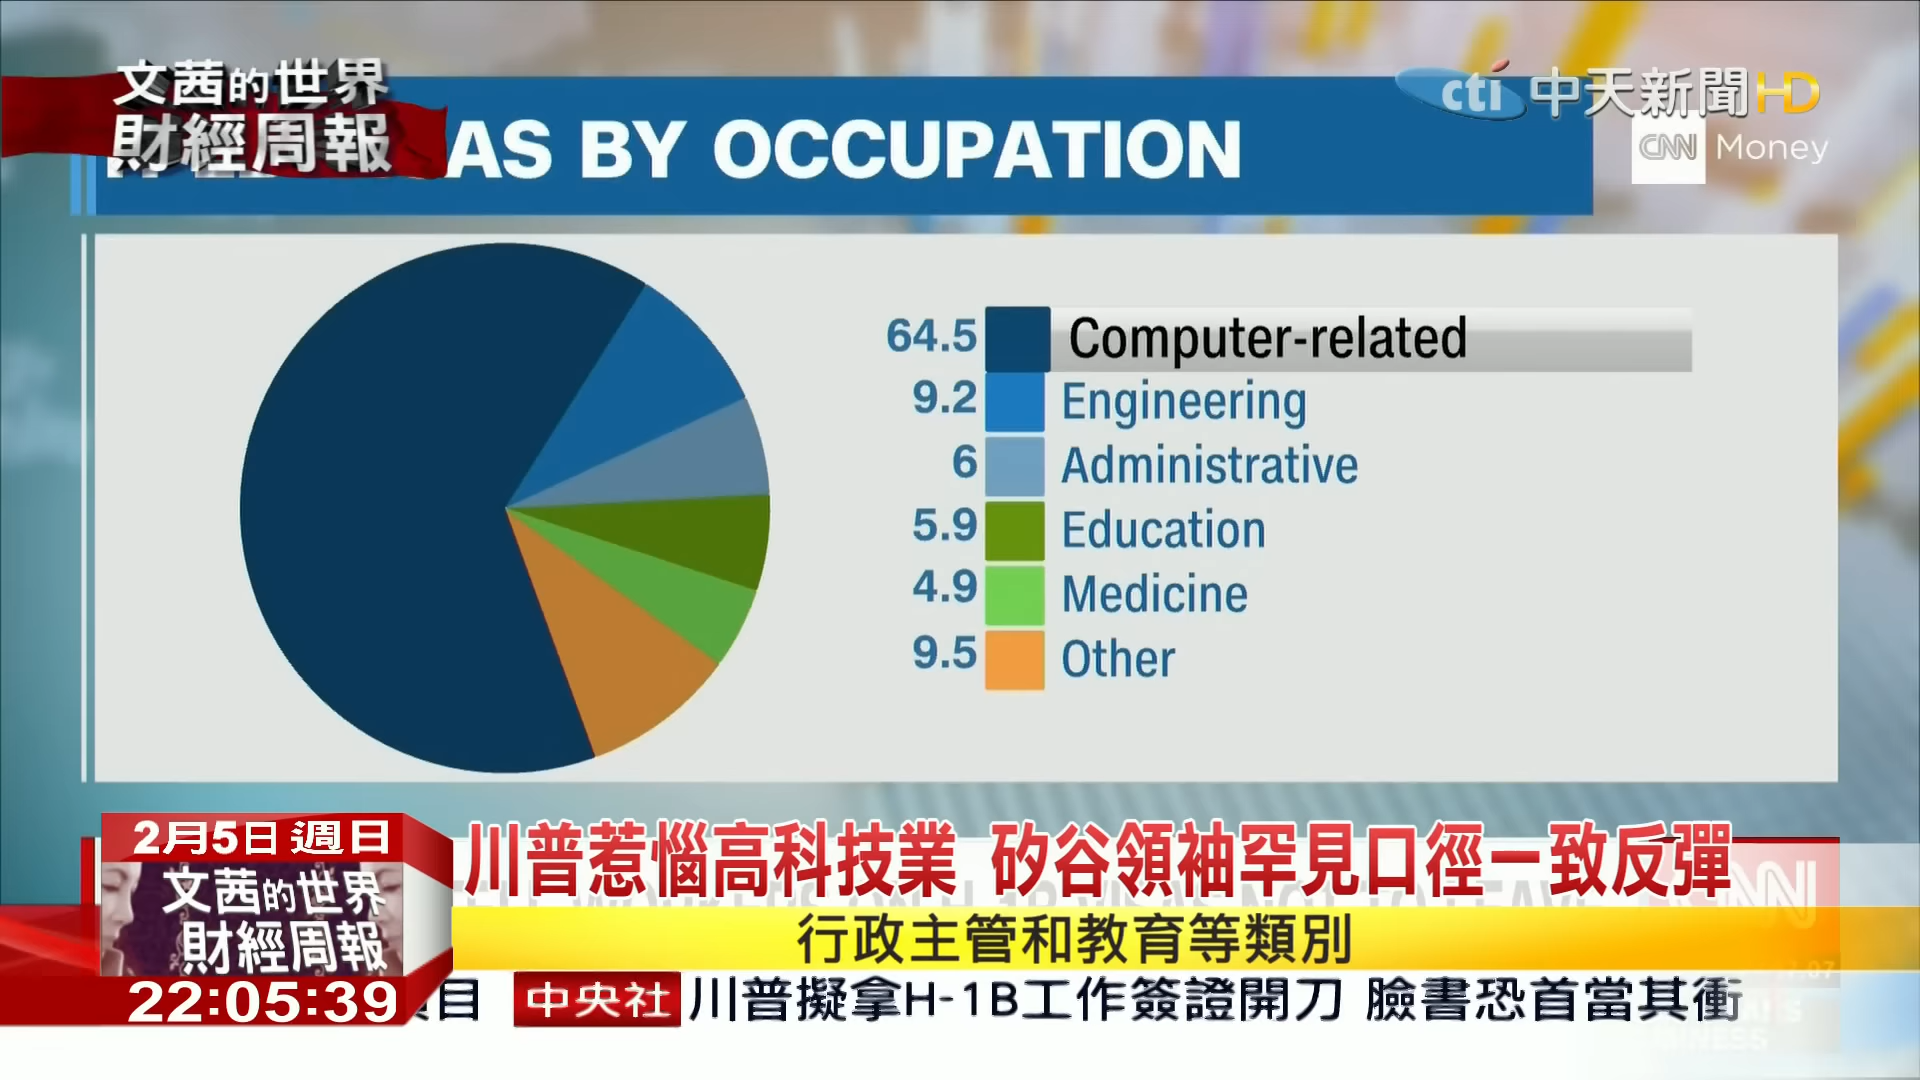 文茜的世界
財經周報
AS BY OCCUPATION
cti 中天新聞HD
CNN Money
64.5 Computer-related
9.2 Engineering
6 Administrative
5.9 Education
4.9 Medicine
9.5 Other
2月5日 週日
川普惹惱高科技業 矽谷領袖罕見口徑一致反彈
文茜的世界
財經周報
行政主管和教育等類別
22:05:39
目 中央社 川普擬拿H-1B工作簽證開刀 臉書恐首當其衝